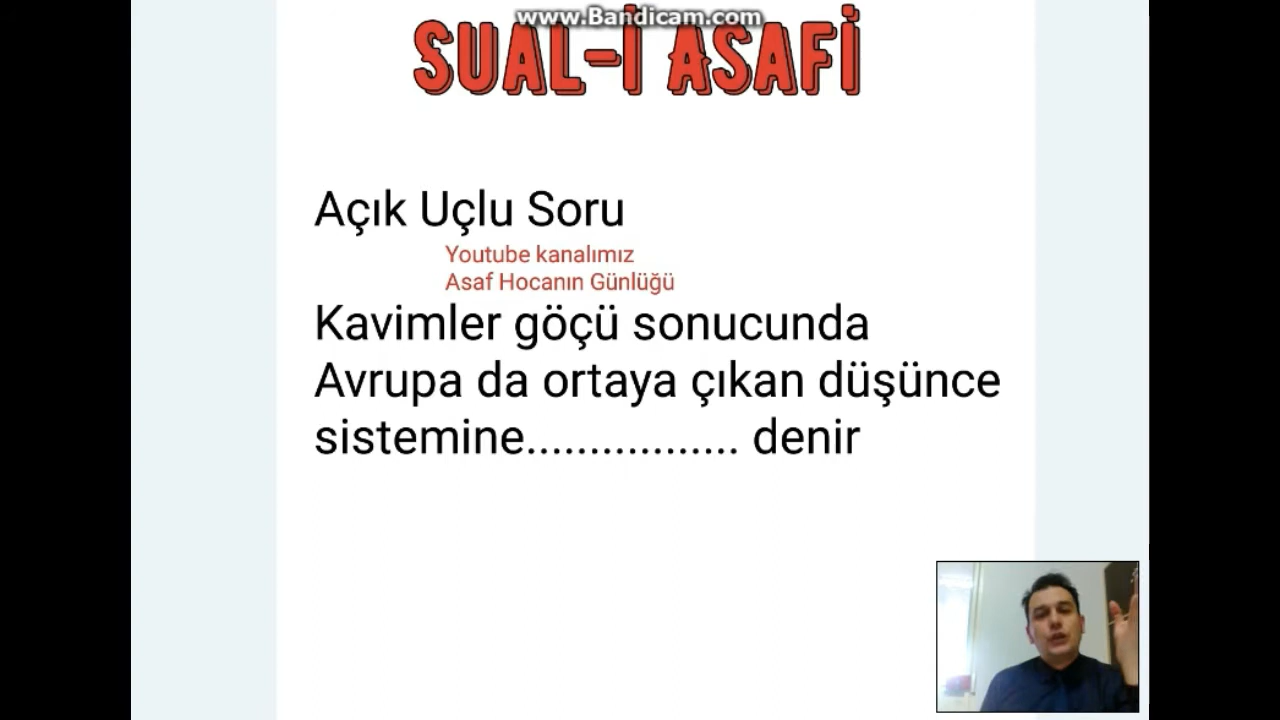 www.Bandicam.com
SUAL-İ ASAFİ
Açık Uçlu Soru
Youtube kanalımız
Asaf Hocanın Günlüğü
Kavimler göçü sonucunda
Avrupa da ortaya çıkan düşünce
sistemine................. denir